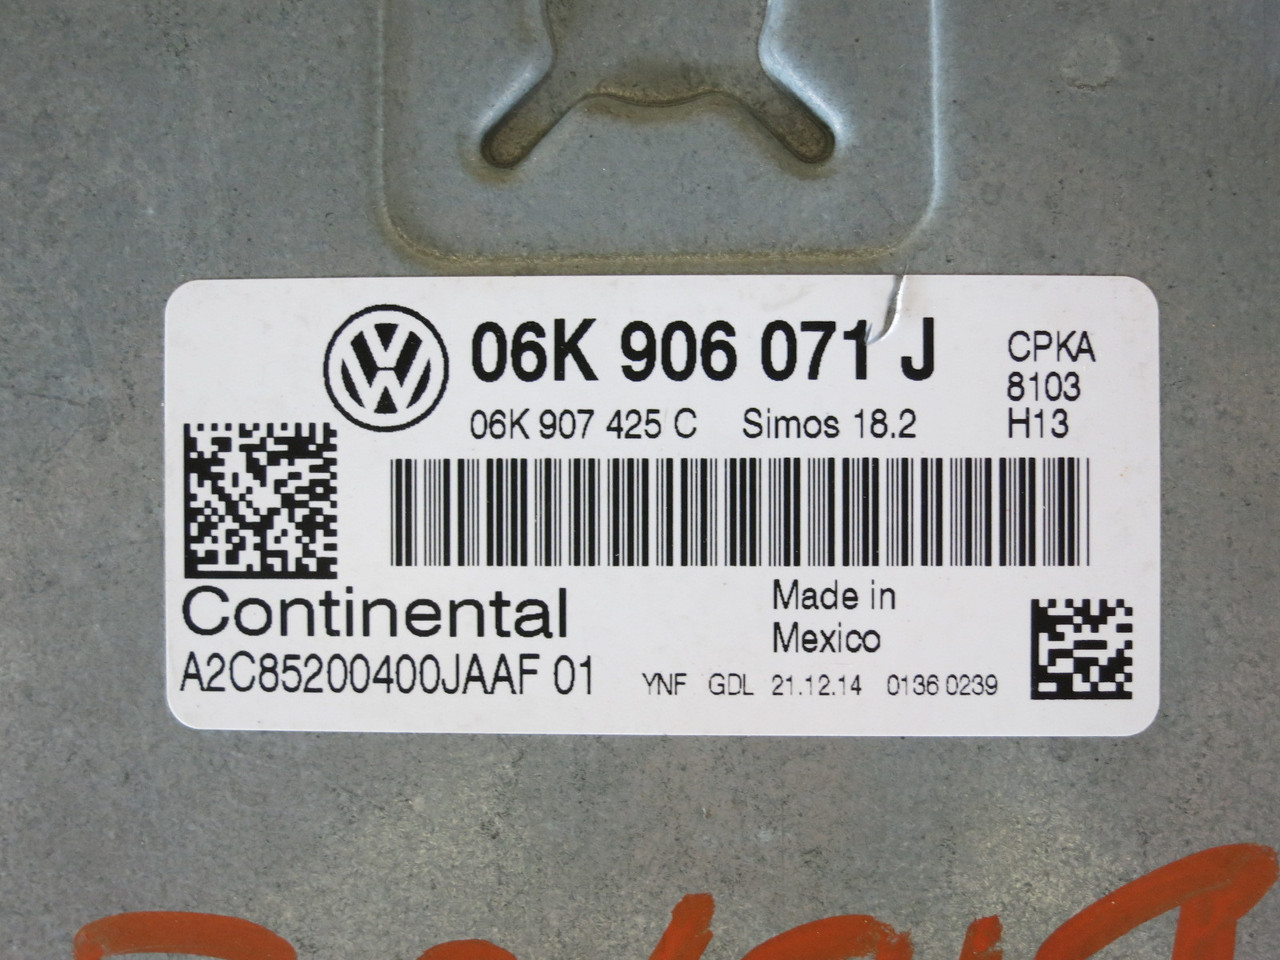 06K 906 071 J
06K 907 425 C Simos 18.2
CPKA
8103
H13
Continental
A2C85200400JAAF 01
Made in
Mexico
YNF GDL 21.12.14 0136 0239